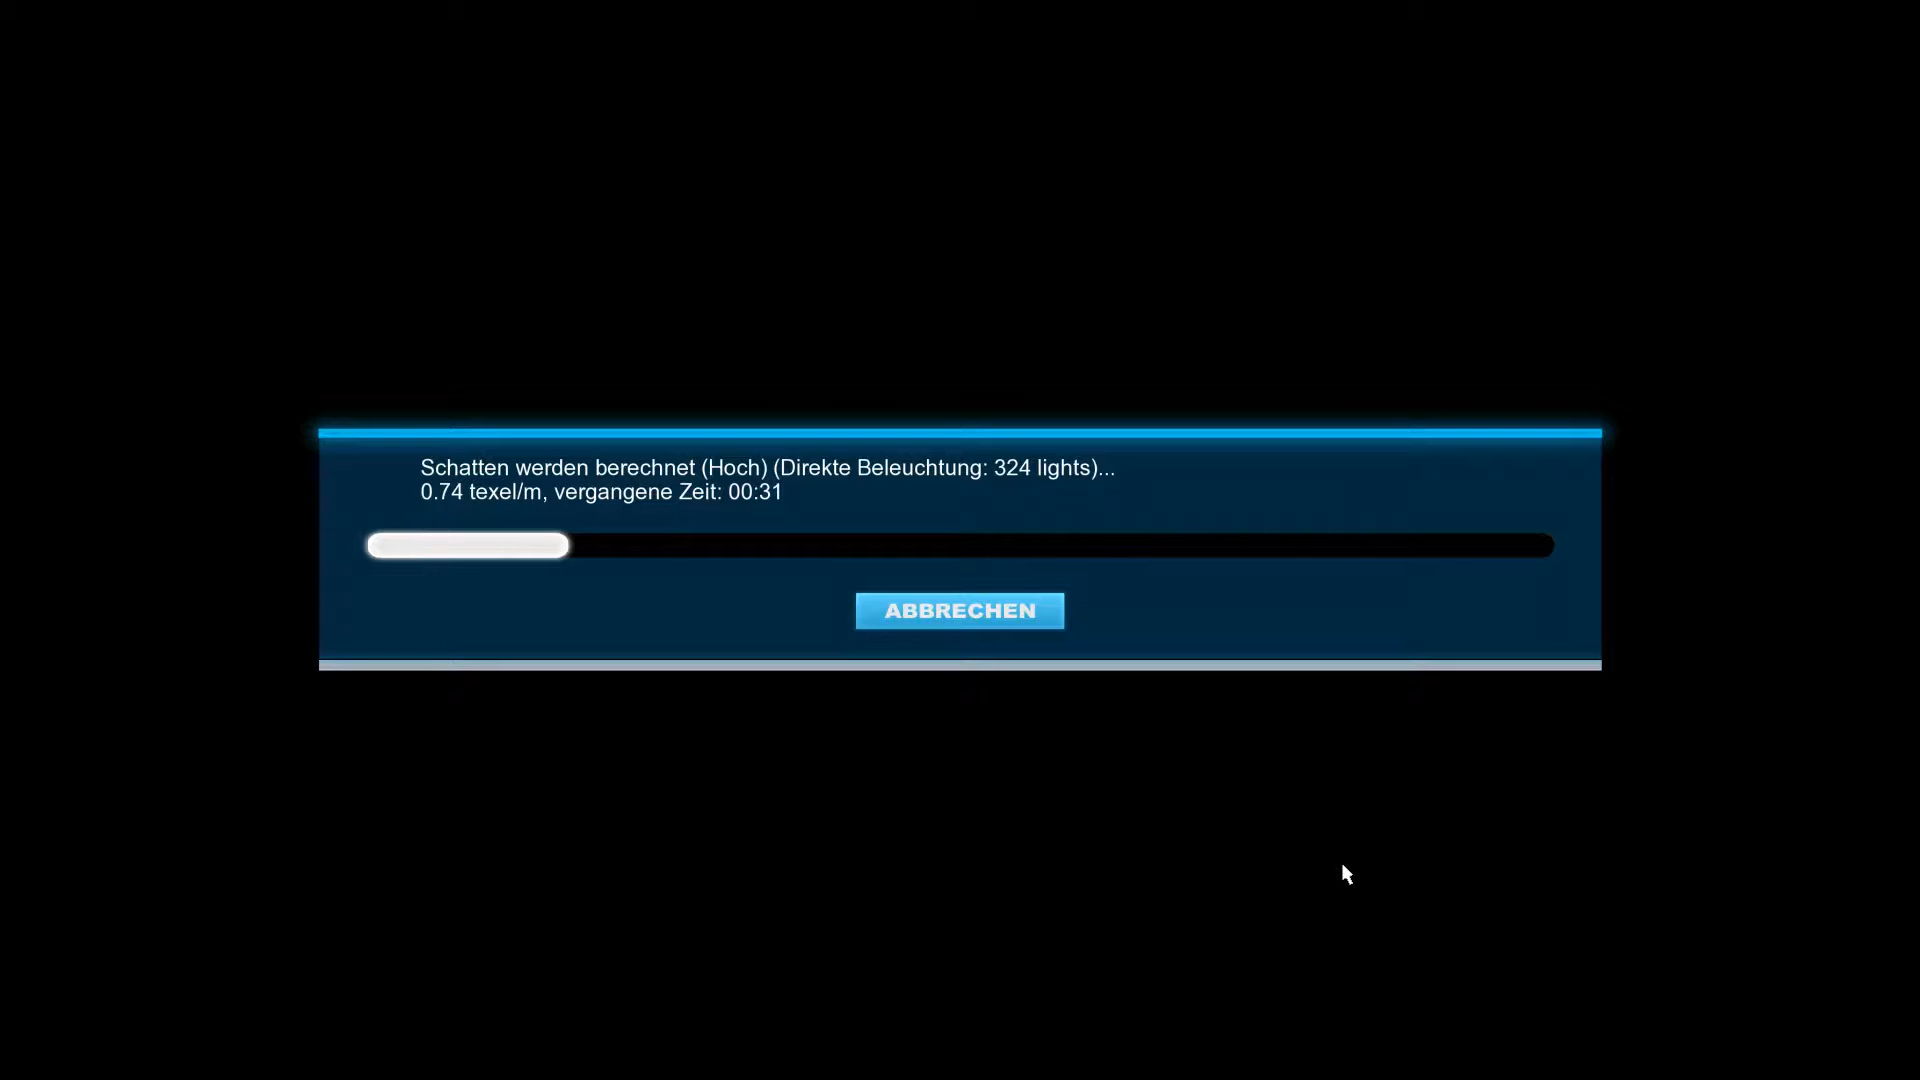 Schatten werden berechnet (Hoch) (Direkte Beleuchtung: 324 lights)...
0.74 texel/m, vergangene Zeit: 00:31
ABBRECHEN